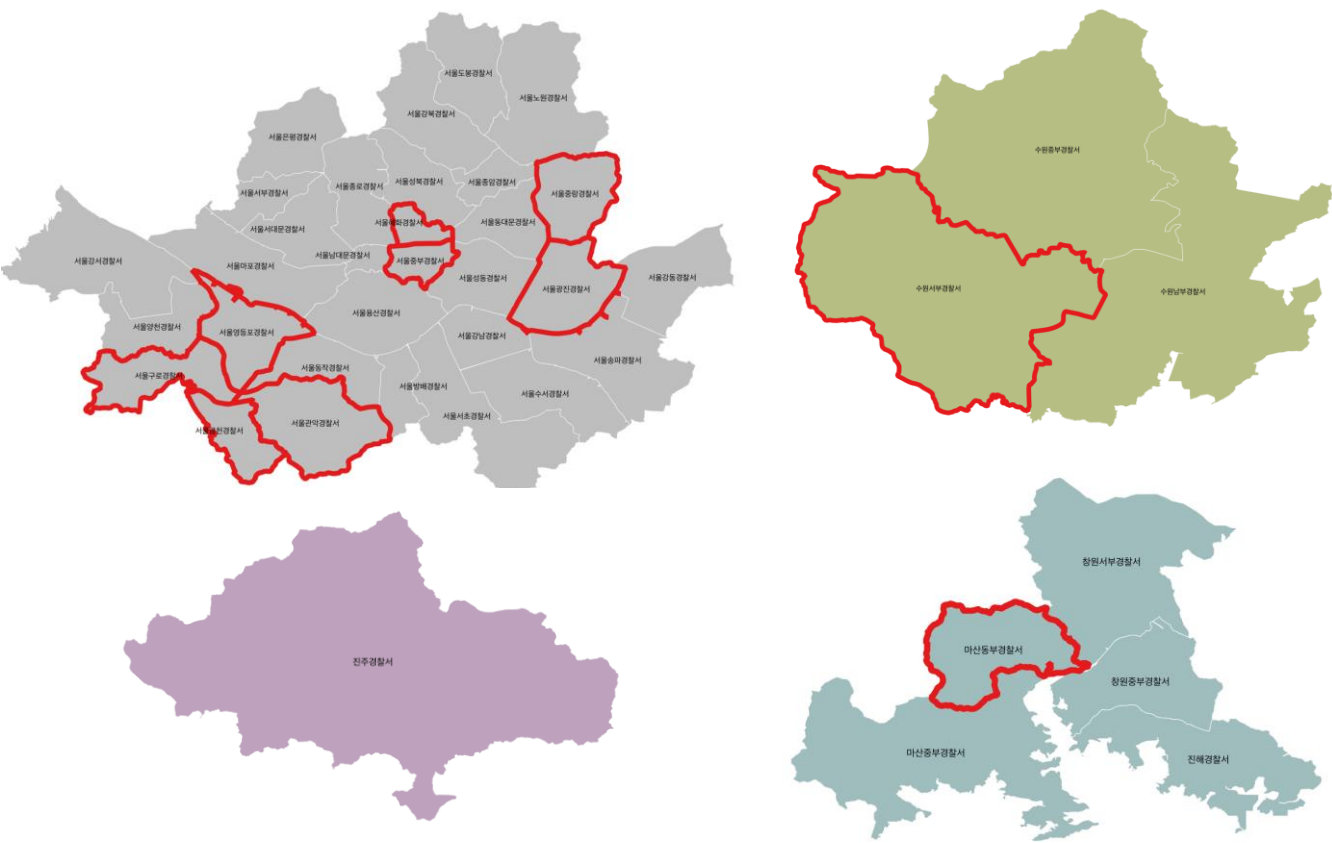 서울도봉경찰서
서울노원경찰서
서울강북경찰서
서울은평경찰서
서울종로경찰서
서울성북경찰서
서울종암경찰서
서울중랑경찰서
서울서부경찰서
서울혜화경찰서
서울동대문경찰서
서울서대문경찰서
서울강서경찰서
서울마포경찰서
서울남대문경찰서
서울중부경찰서
서울성동경찰서
서울광진경찰서
서울강동경찰서
서울양천경찰서
서울영등포경찰서
서울용산경찰서
서울강남경찰서
서울송파경찰서
서울구로경찰서
서울동작경찰서
서울방배경찰서
서울수서경찰서
서울서초경찰서
서울금천경찰서
서울관악경찰서
수원중부경찰서
수원서부경찰서
수원남부경찰서
진주경찰서
창원서부경찰서
마산동부경찰서
창원중부경찰서
마산중부경찰서
진해경찰서